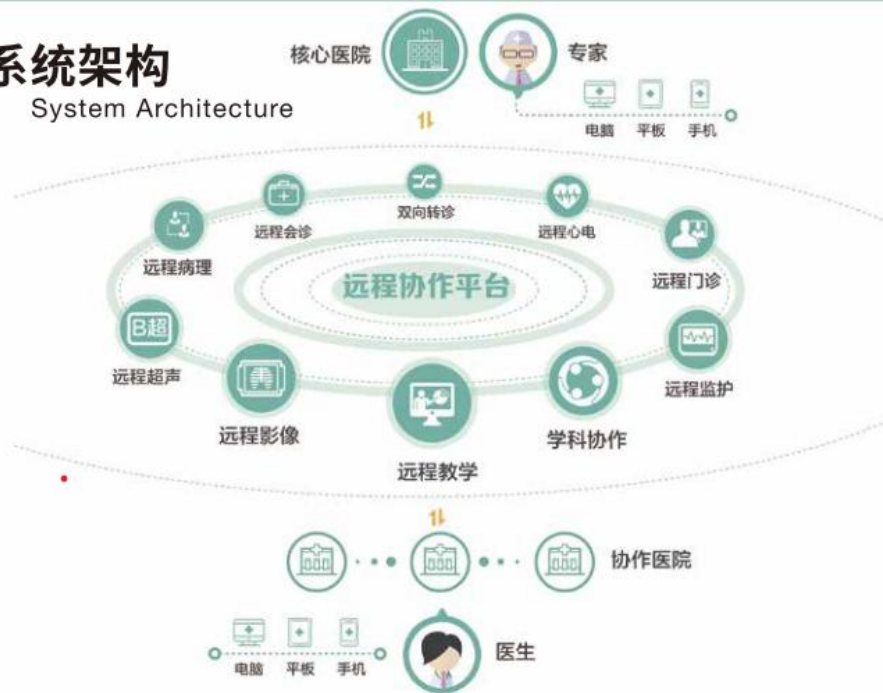 系统架构
System Architecture
核心医院
专家
电脑
平板
手机
双向转诊
远程会诊
远程心电
远程病理
远程门诊
远程协作平台
B超
远程超声
远程监护
远程影像
学科协作
远程教学
协作医院
医生
电脑
平板
手机